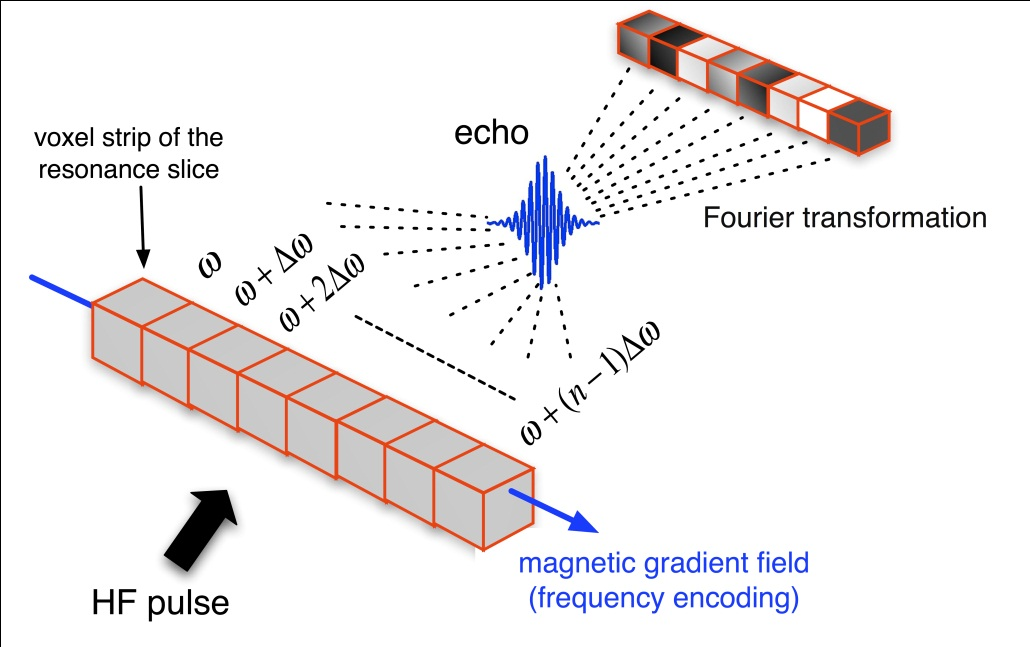 echo
voxel strip of the
resonance slice
Fourier transformation
ω
ω + Δω
ω + 2Δω
ω + (n − 1)Δω
HF pulse
magnetic gradient field
(frequency encoding)